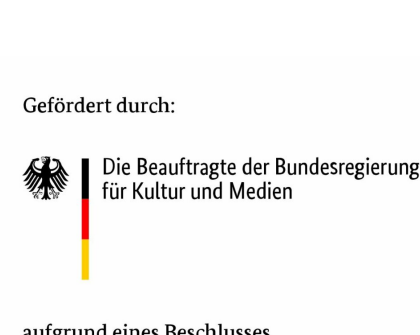 Gefördert durch:
Die Beauftragte der Bundesregierung
für Kultur und Medien
aufgrund eines Beschlusses